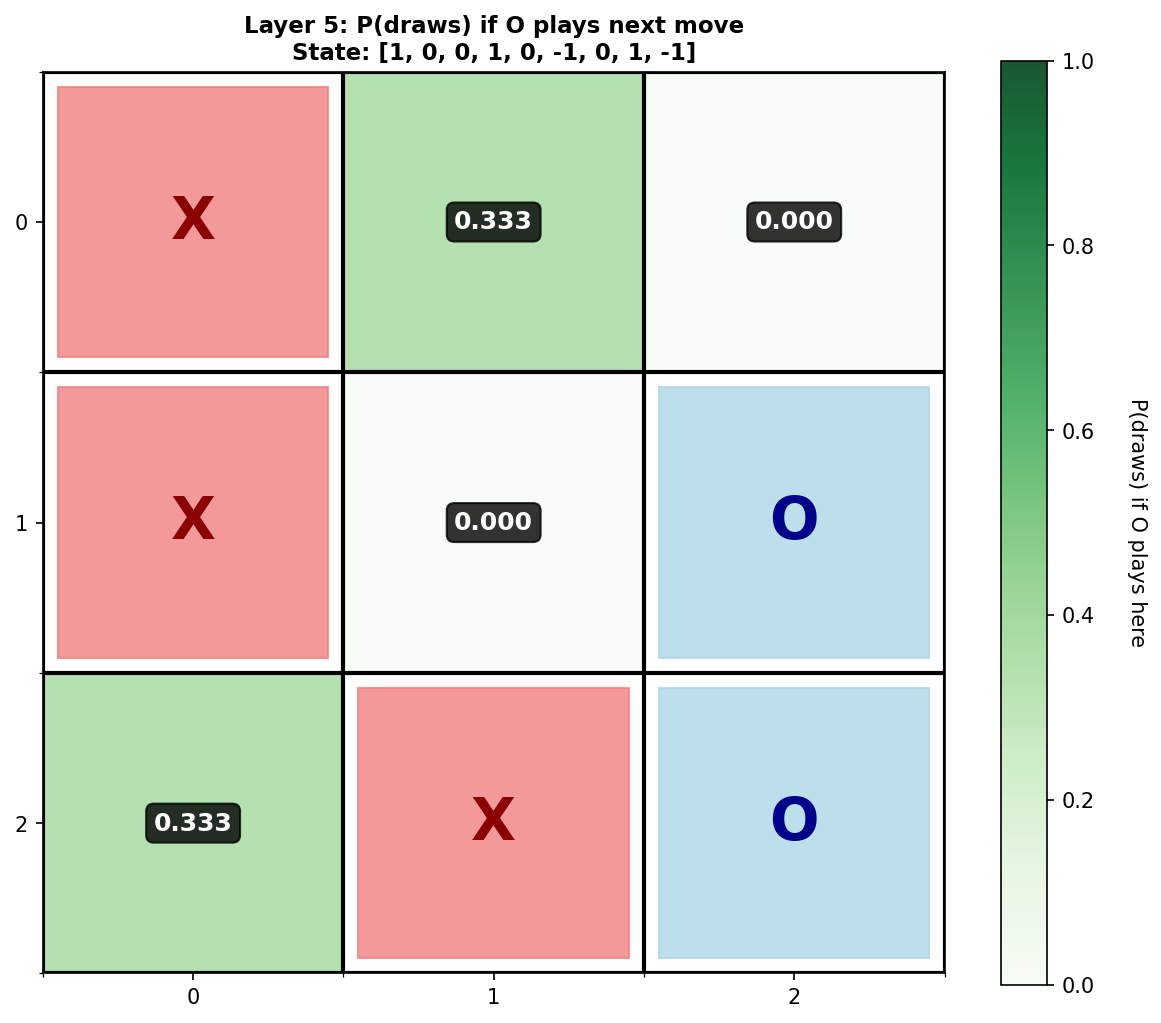 Layer 5: P(draws) if O plays next move
State: [1, 0, 0, 1, 0, -1, 0, 1, -1]
0
X
0.333
0.000
1
X
0.000
O
2
0.333
X
O
0
1
2
1.0
0.8
0.6
0.4
0.2
0.0
P(draws) if O plays here